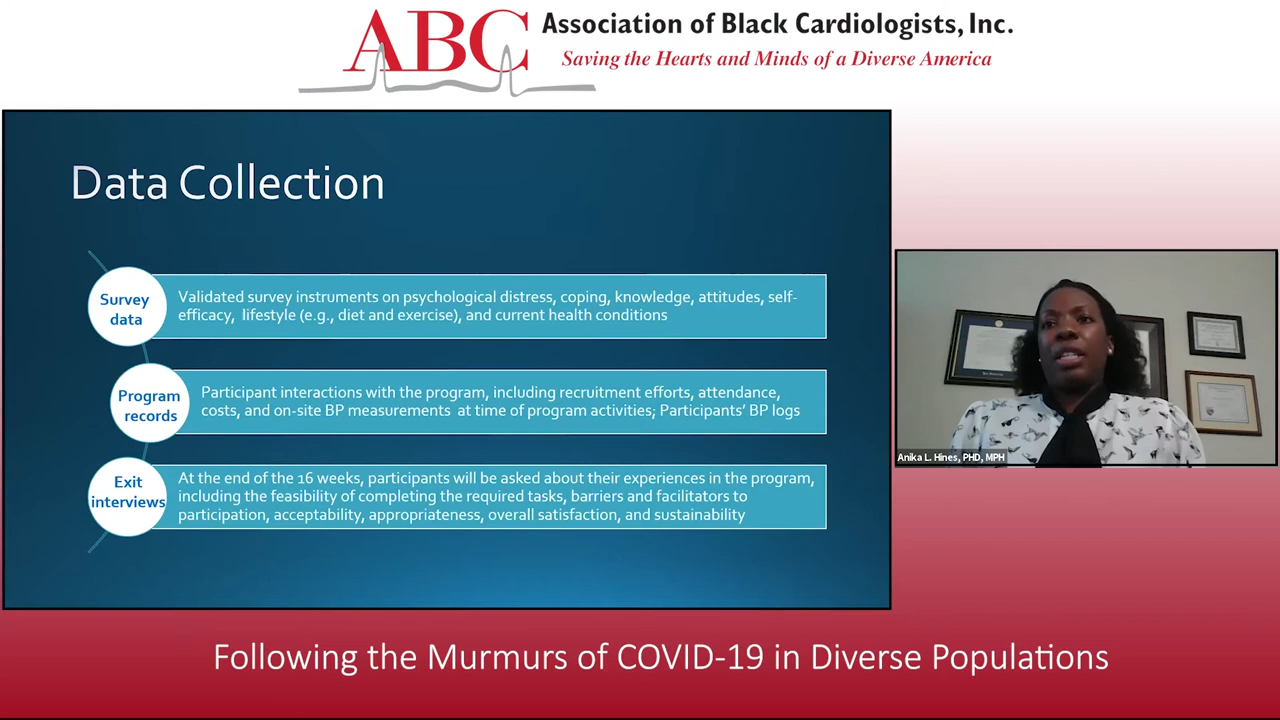 ABC
Association of Black Cardiologists, Inc.
Saving the Hearts and Minds of a Diverse America
Data Collection
Survey
data
Validated survey instruments on psychological distress, coping, knowledge, attitudes, self-
efficacy, lifestyle (e.g., diet and exercise), and current health conditions
Program
records
Participant interactions with the program, including recruitment efforts, attendance,
costs, and on-site BP measurements at time of program activities; Participants' BP logs
Exit
interviews
At the end of the 16 weeks, participants will be asked about their experiences in the program,
including the feasibility of completing the required tasks, barriers and facilitators to
participation, acceptability, appropriateness, overall satisfaction, and sustainability
Anika L. Hines, PHD, MPH
Following the Murmurs of COVID-19 in Diverse Populations